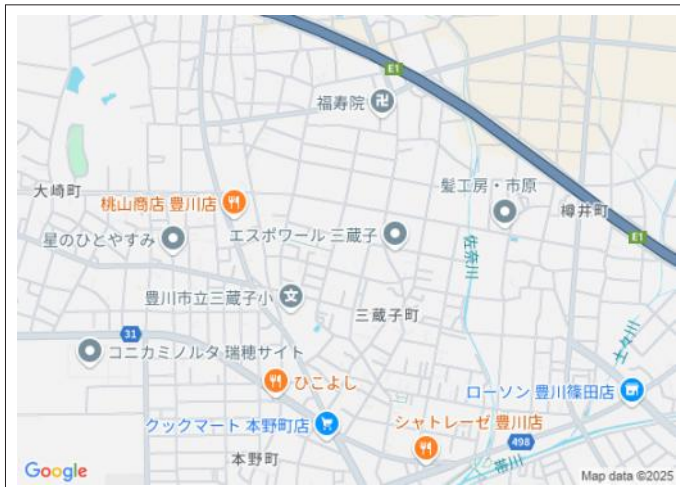 E1
福寿院
大崎町
髪工房・市原
桃山商店 豊川店
樽井町
星のひとやすみ
エスポワール 三蔵子
E1
佐奈川
豊川市立三蔵子小
三蔵子町
31
コニカミノルタ 瑞穂サイト
ひこよし
ローソン 豊川篠田店
クックマート 本野町店
シャトレーゼ 豊川店
498
本野町
帯川
Google
Map data ©2025